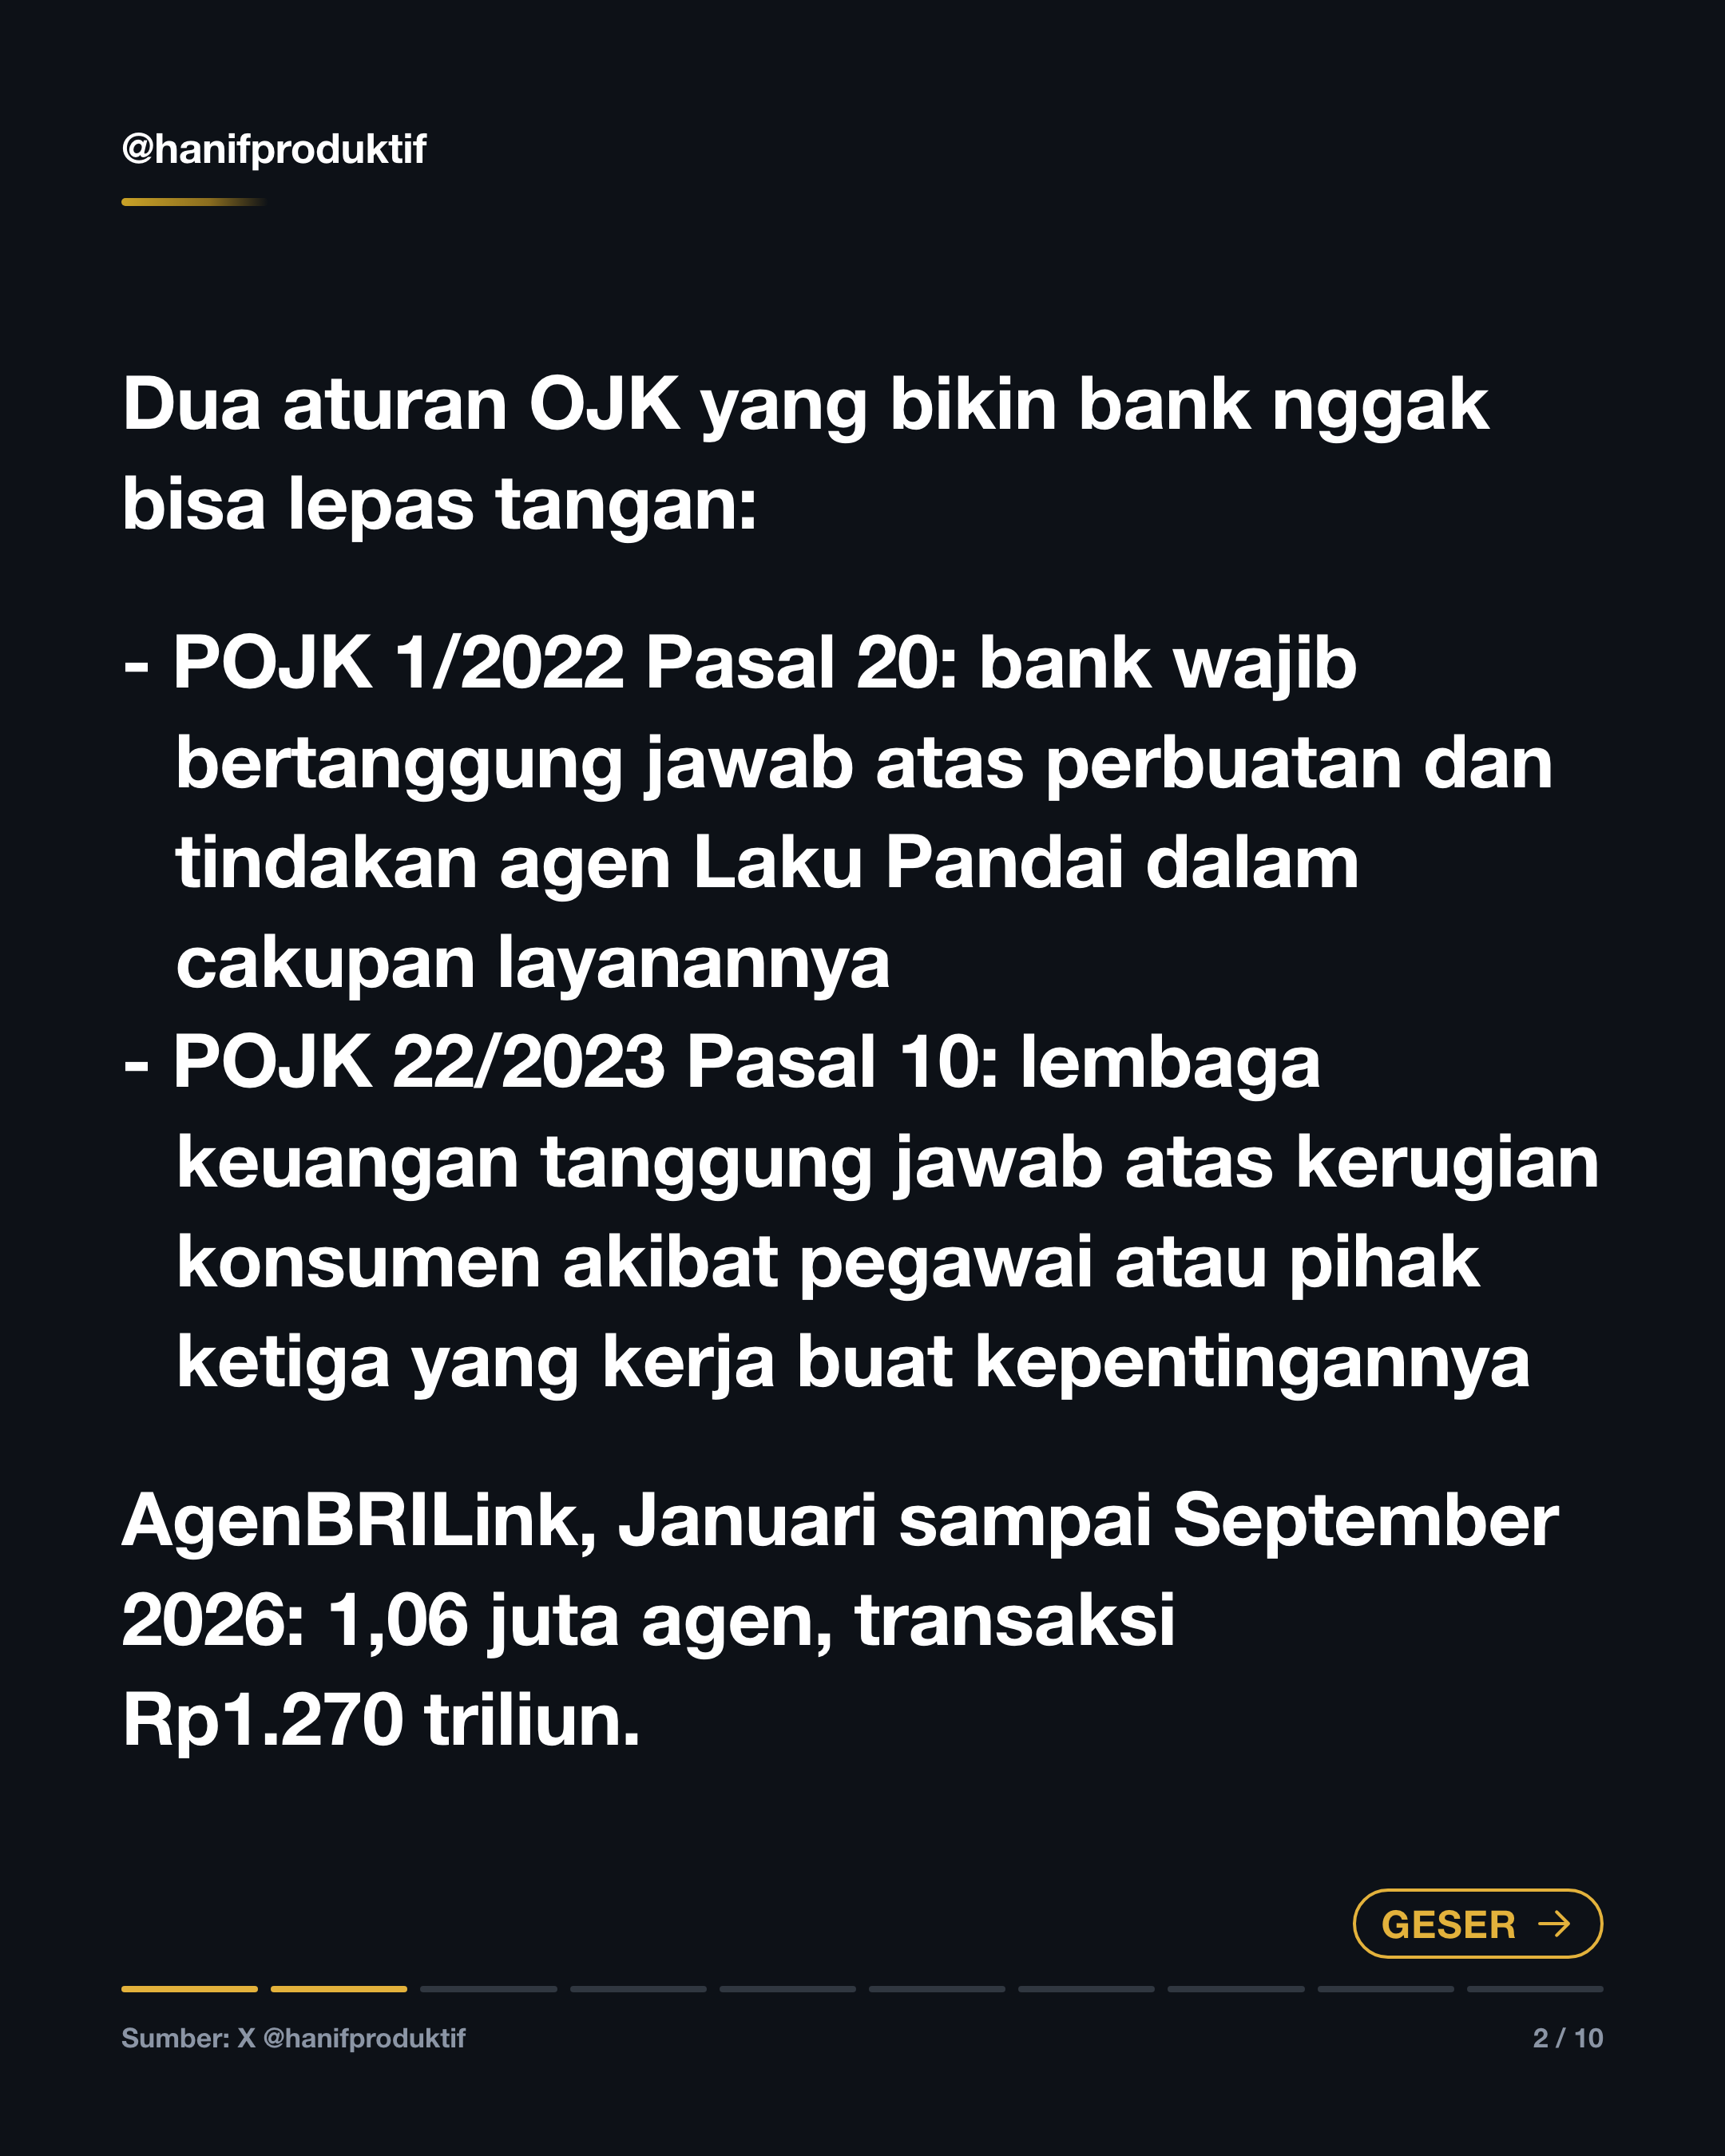 @hanifproduktif
Dua aturan OJK yang bikin bank nggak
bisa lepas tangan:
- POJK 1/2022 Pasal 20: bank wajib
bertanggung jawab atas perbuatan dan
tindakan agen Laku Pandai dalam
cakupan layanannya
- POJK 22/2023 Pasal 10: lembaga
keuangan tanggung jawab atas kerugian
konsumen akibat pegawai atau pihak
ketiga yang kerja buat kepentingannya
AgenBRILink, Januari sampai September
2026: 1,06 juta agen, transaksi
Rp1.270 triliun.
GESER →
Sumber: X @hanifproduktif
2 / 10